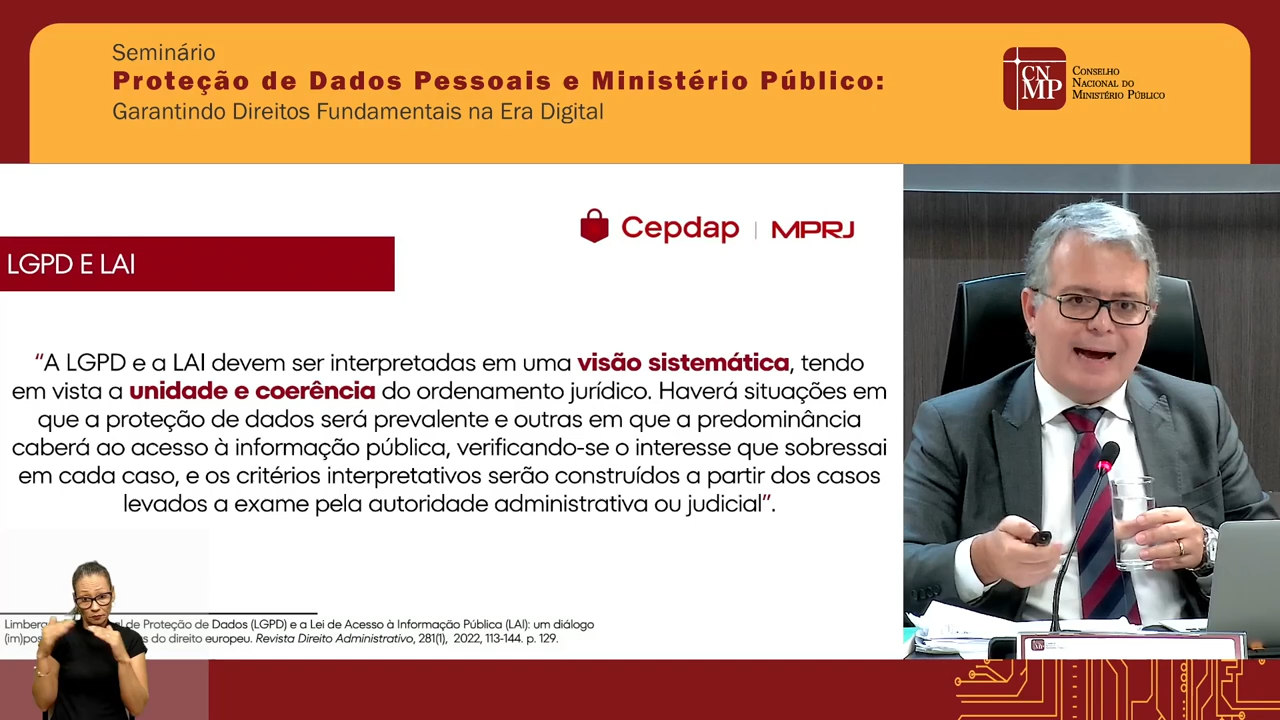 Seminário
Proteção de Dados Pessoais e Ministério Público:
Garantindo Direitos Fundamentais na Era Digital
CNMP
Conselho
Nacional do
Ministério Público
Cepdap | MPRJ
LGPD E LAI
“A LGPD e a LAI devem ser interpretadas em uma visão sistemática, tendo
em vista a unidade e coerência do ordenamento jurídico. Haverá situações em
que a proteção de dados será prevalente e outras em que a predominância
caberá ao acesso à informação pública, verificando-se o interesse que sobressai
em cada caso, e os critérios interpretativos serão construídos a partir dos casos
levados a exame pela autoridade administrativa ou judicial”.
de Proteção de Dados (LGPD) e a Lei de Acesso à Informação Pública (LAI): um diálogo
do direito europeu. Revista Direito Administrativo, 281(1), 2022, 113-144. p. 129.